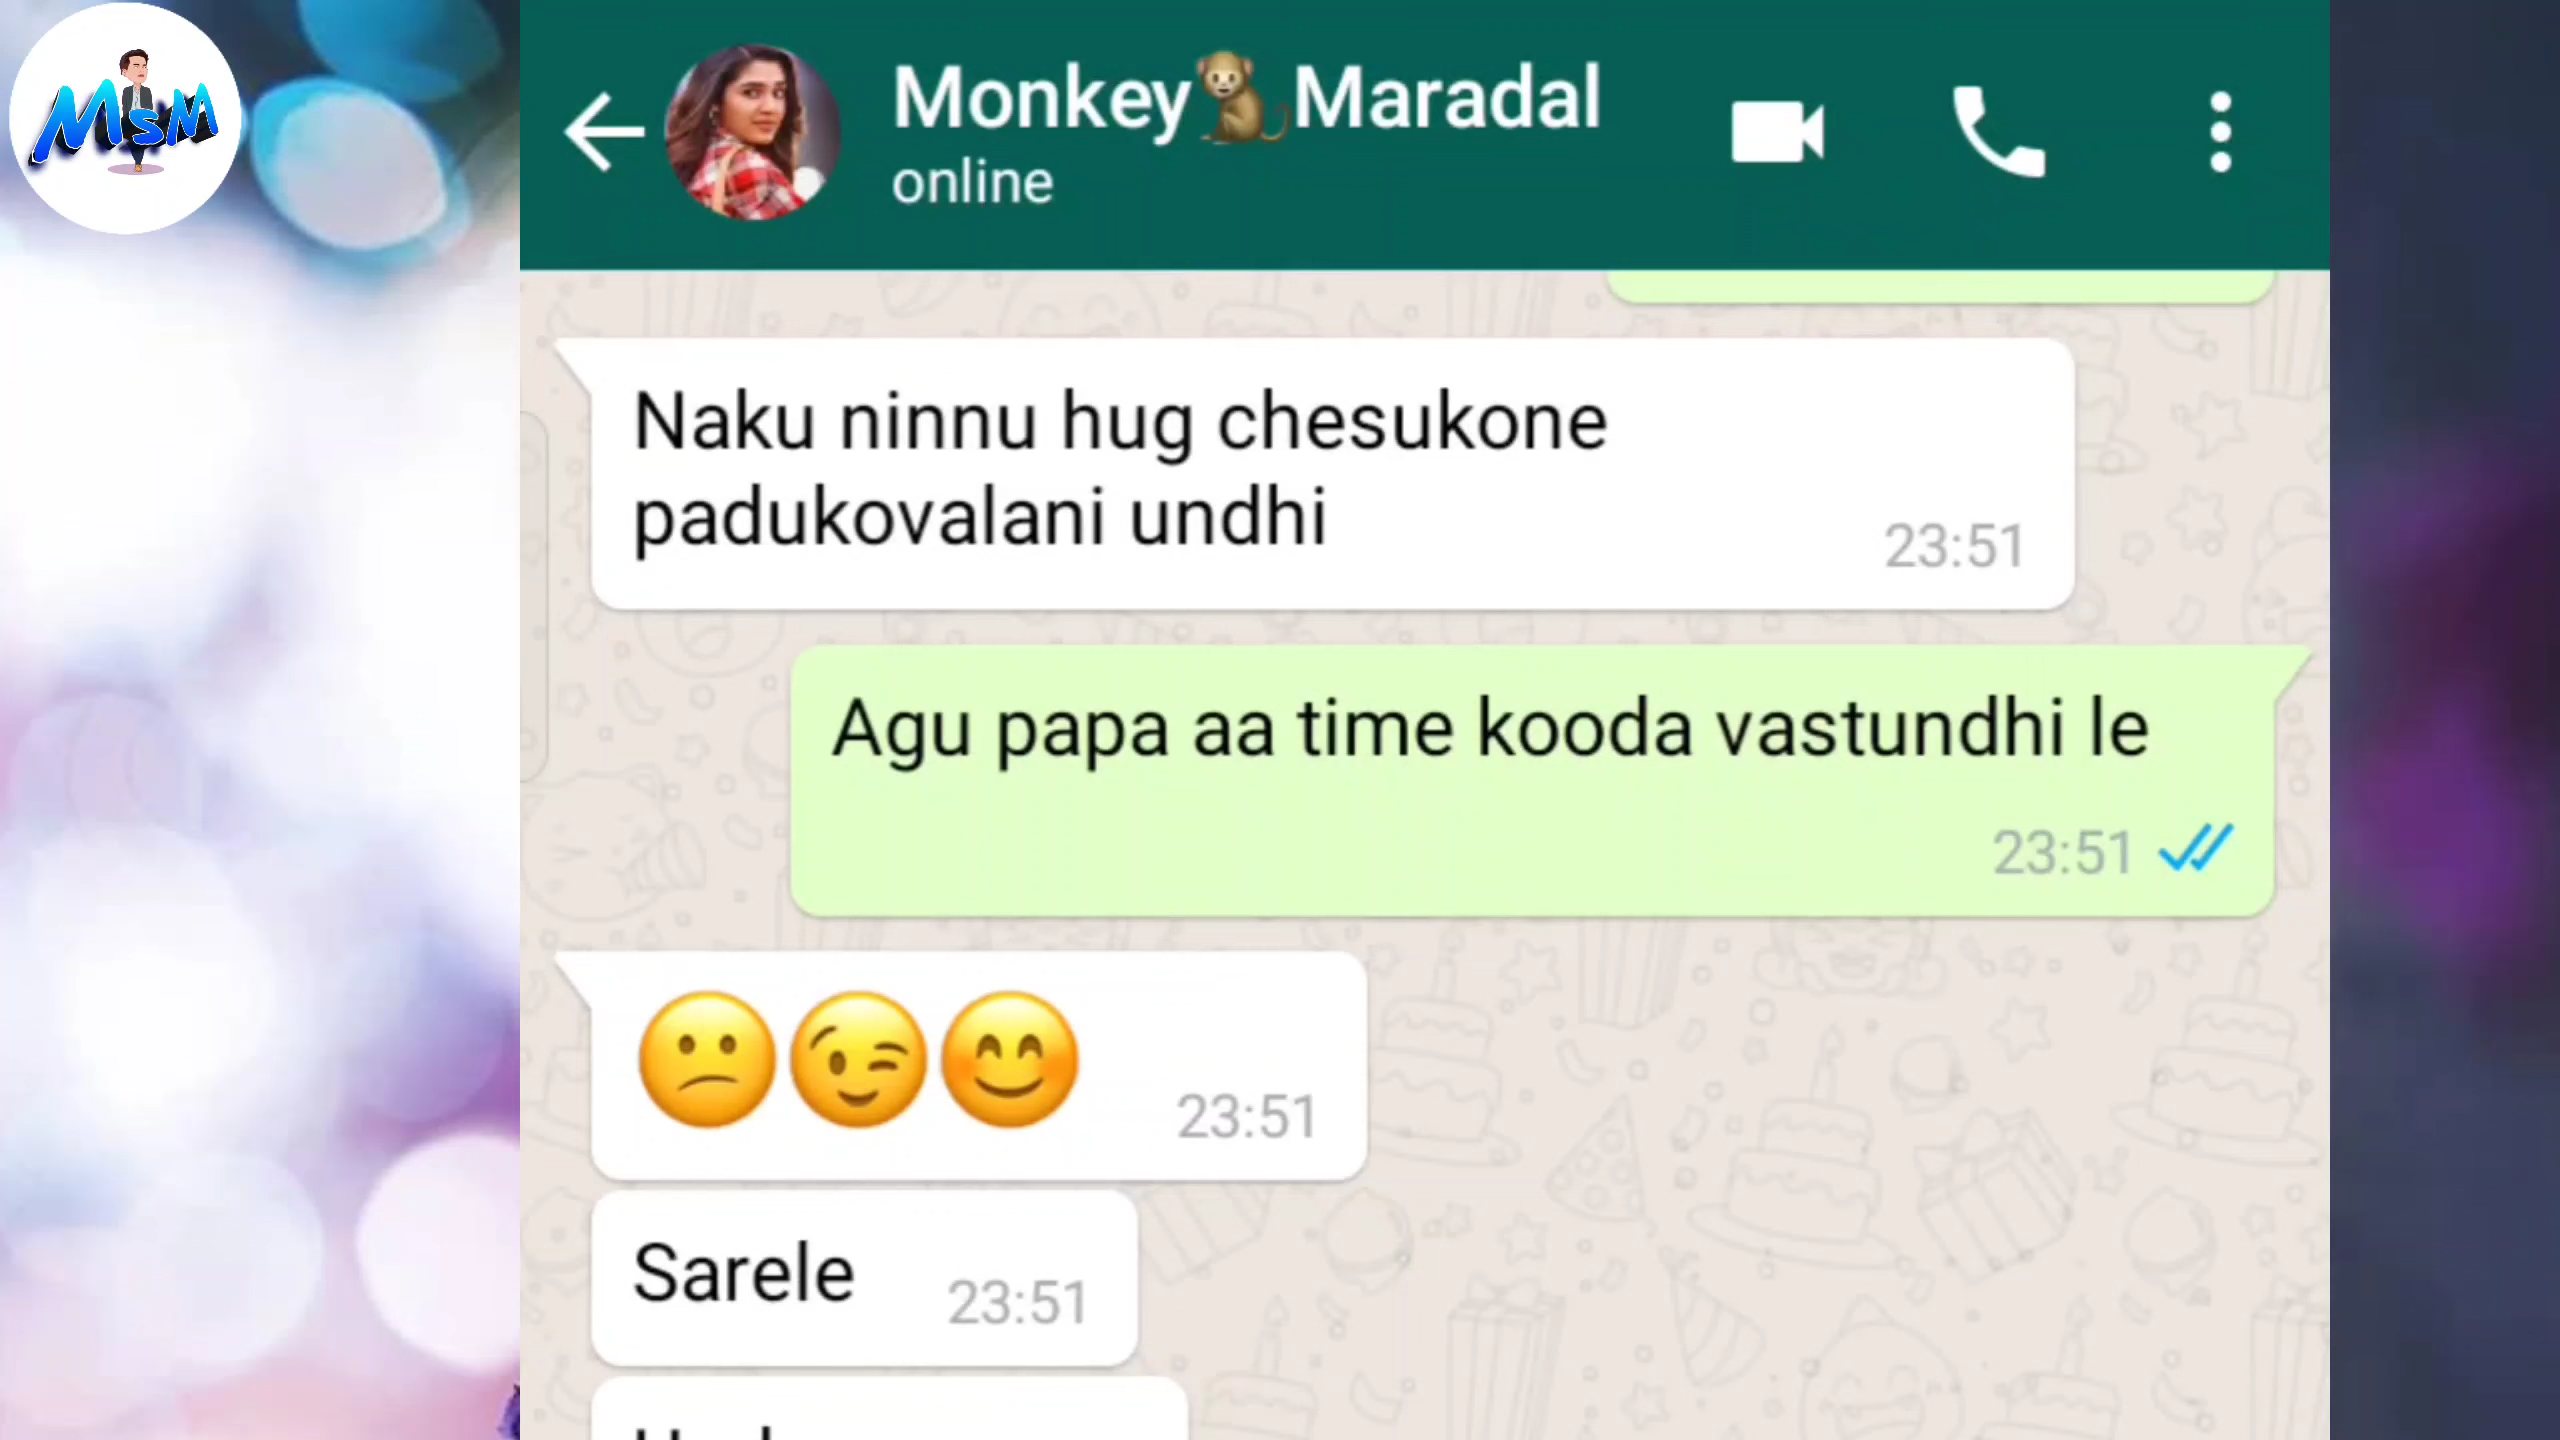 MSM
Monkey🐒Maradal
online
Naku ninnu hug chesukone
padukovalani undhi
23:51
Agu papa aa time kooda vastundhi le
23:51
😕😉😊
23:51
Sarele
23:51